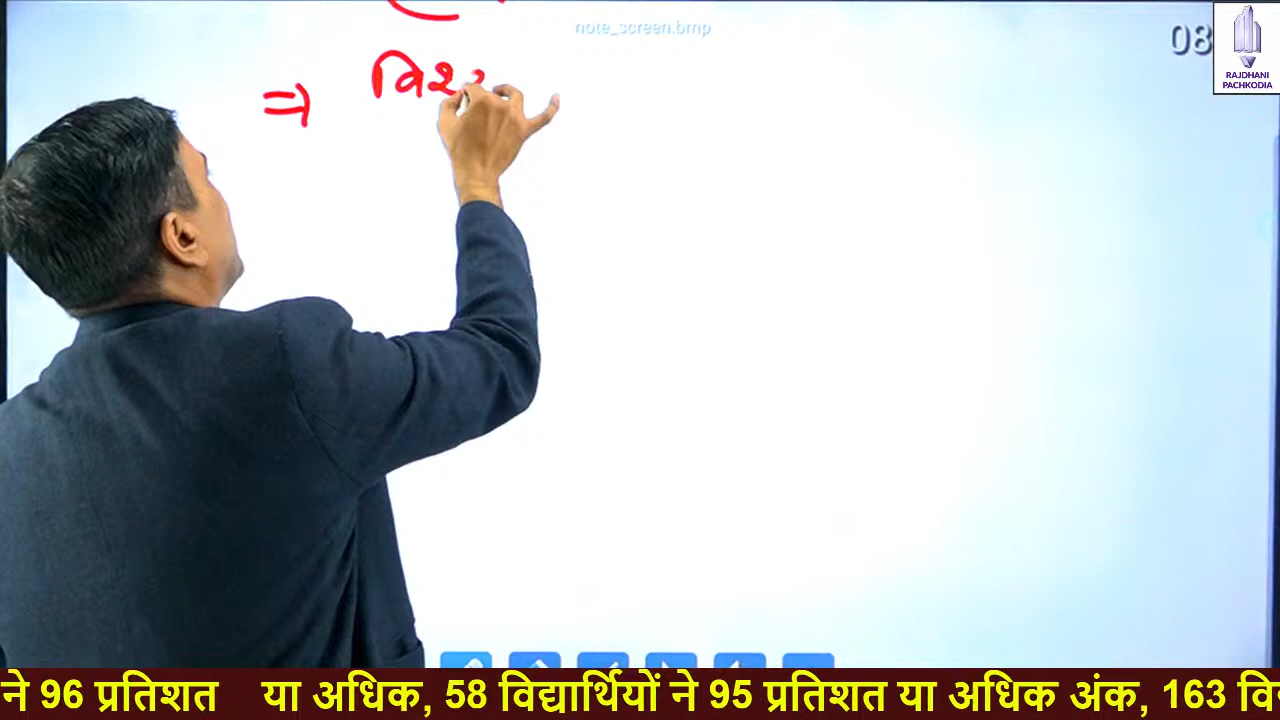 note_screen.bmp
08
RAJDHANI
PACHKODIA
⇒
ने 96 प्रतिशत या अधिक, 58 विद्यार्थियों ने 95 प्रतिशत या अधिक अंक, 163 वि